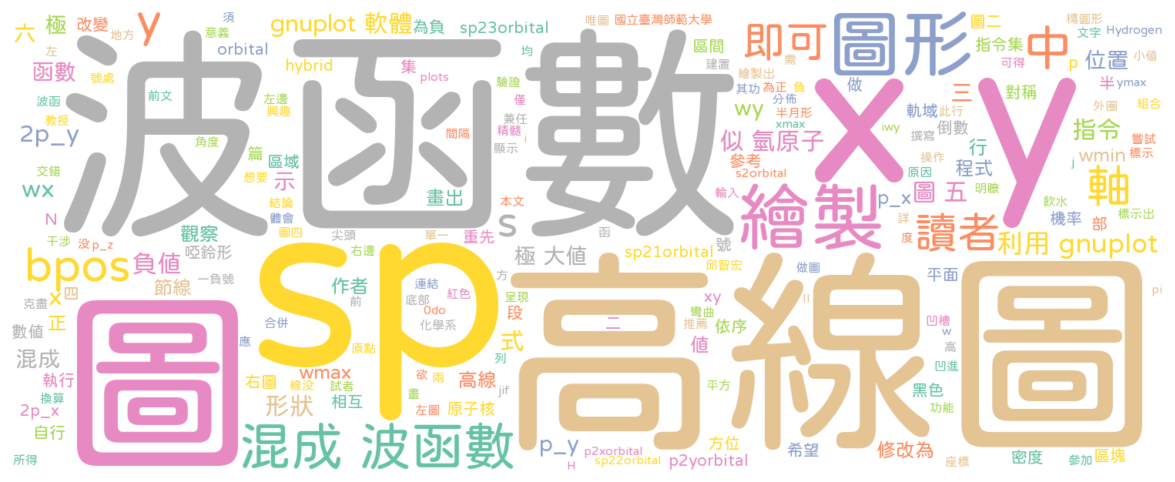 波函數
x y
sp
高線圖
圖
混成 波函數
圖形
繪製
即可
中
讀者
軸
bpos
y
gnuplot 軟體
利用 gnuplot
sp23orbital
為負
唯圖
國立臺灣師範大學
六
極
改變
地方
左
意義
號處
須
orbital
函數
hybrid
集
plots
區間
建置
驗證
均
需
繪製出
其功
為正
負
做
分佈
半月形
圖二
指令集
可得
橢圓形
文字
Hydrogen
p
位置
小值
半
ymax
波函
前文
左邊
興趣
間隔
僅
精髓
兼任
顯示
wy
三
對稱
外圍
組合
2p_y
教授
角度
篇
區域
示
結論
想要
畫出
本文
似 氫原子
xmax
iwy
軌域
此行
撰寫
倒數
指令
嘗試
標示
操作
原因
wmin
j
wx
交錯
參考
s2orbital
行
程式
明瞭
飲水
標示出
p_x
圖 五
機率
部
輸入
N
干涉
觀察
體會
圖四
尖頭
單一
重先
s
函
號
詳
度
沒
p_z
啞鈴形
右邊
極 大值
sp21orbital
邱智宏
做圖
平面
負值
一負號
節線
作者
連結
底部
紅色
方
呈現
xy
彎曲
推薦
II
pi
克盡
四
x
前
0do
化學系
段
二
依序
凹槽
w
正
合併
式
數值
應
原點
列
值
高
凹進
混成
wmax
欲
兩
高線
平方
黑色
執行
右圖
線沒
試者
jif
功能
換算
形狀
相互
畫
左圖
原子核
2p_x
自行
p_y
p2xorbital
方位
希望
修改為
H
sp22orbital
p2yorbital
座標
密度
參加
區塊
所得